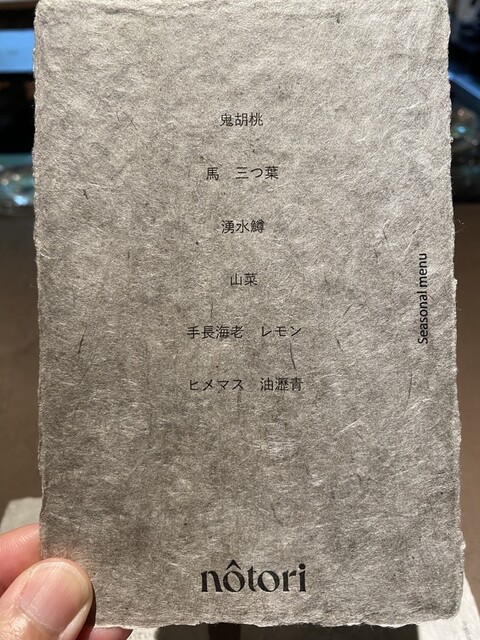 鬼胡桃
馬　三つ葉
湧水鱒
山菜
手長海老　レモン
ヒメマス　油瀝青
Seasonal menu
nôtori